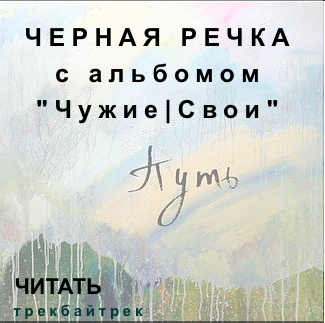 ЧЕРНАЯ РЕЧКА
с альбомом
"Чужие|Свои"
Путь
ЧИТАТЬ
трекбайтрек